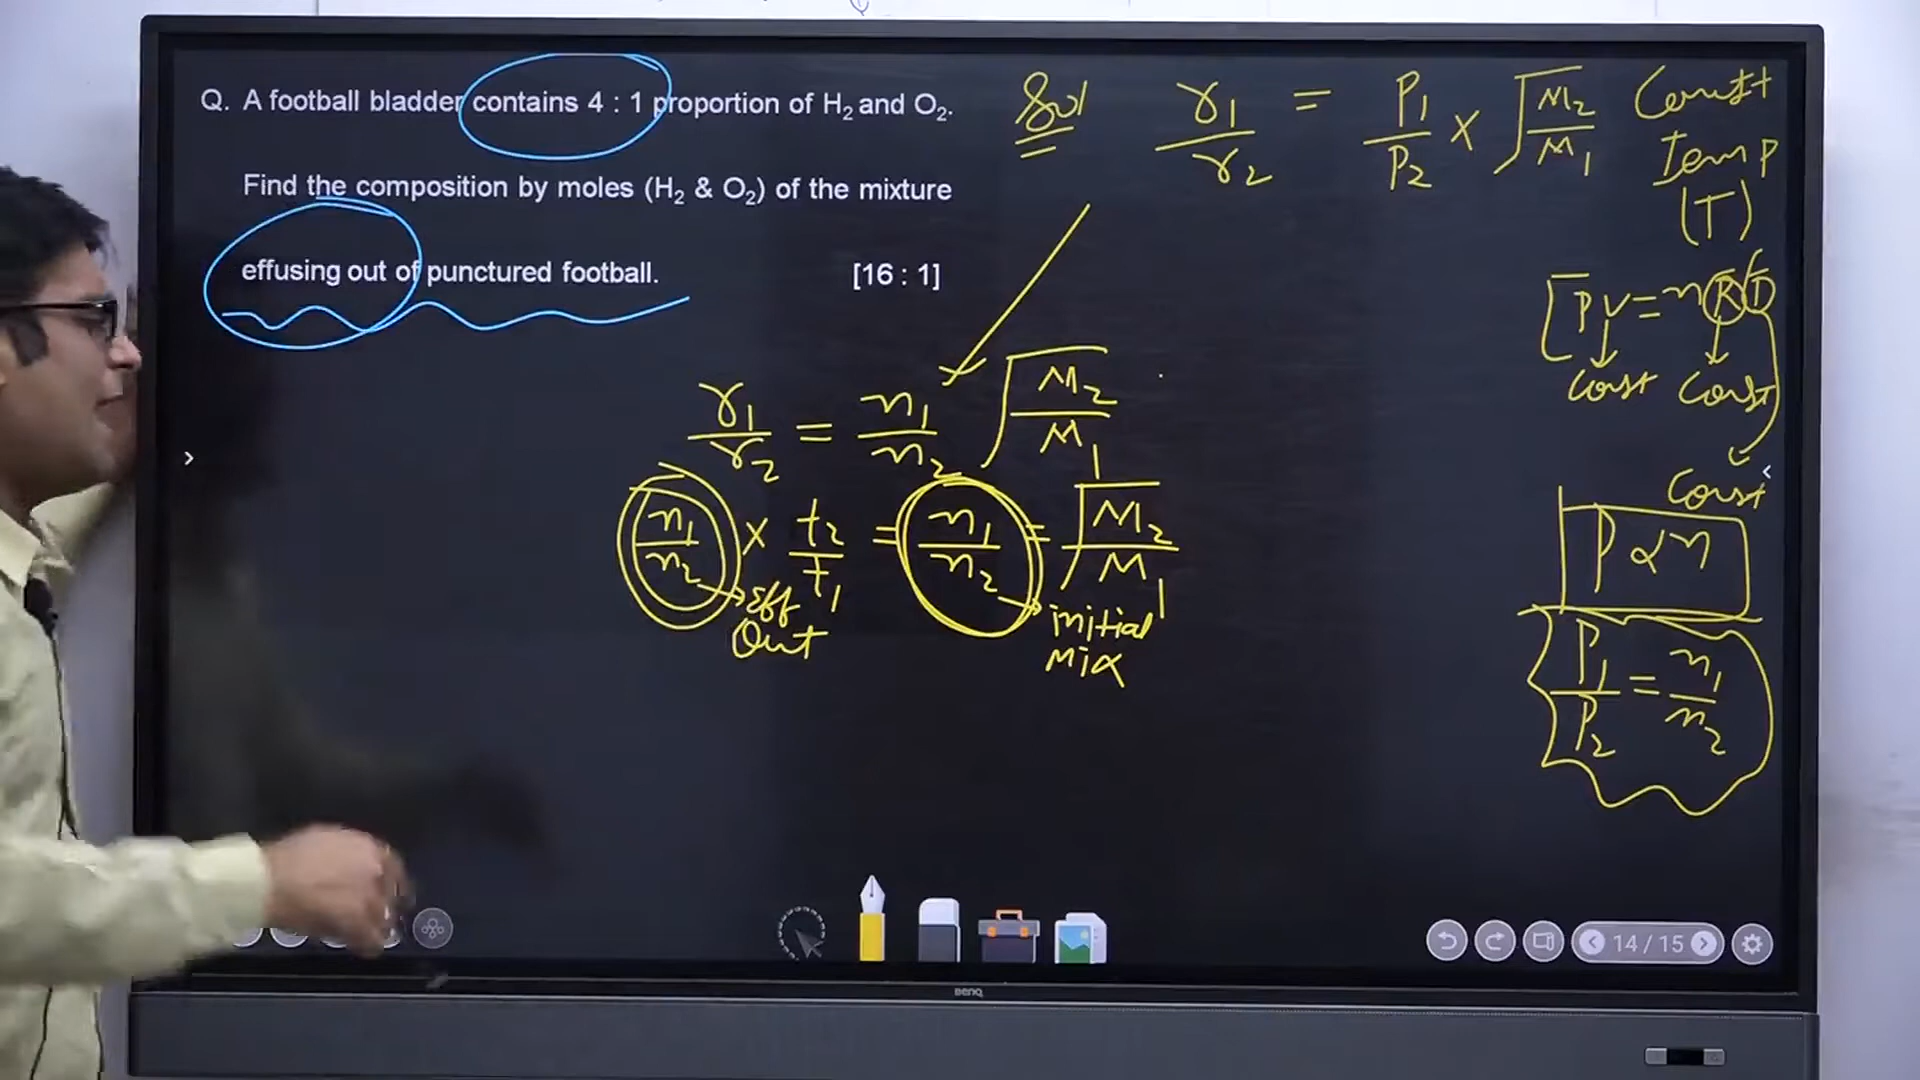 Q. A football bladder contains 4 : 1 proportion of H₂ and O₂.
Find the composition by moles (H₂ & O₂) of the mixture
effusing out of punctured football. [16 : 1]
Sol r₁/r₂ = P₁/P₂ × √(M₂/M₁)
Const
Temp
(T)
PV = nRT
Const Const
Const
r₁/r₂ = n₁/n₂ √(M₂/M₁)
n₁/n₂ × t₂/t₁ = n₁/n₂ = √(M₂/M₁)
Eff
Out
initial
Mix
P ∝ n
P₁/P₂ = n₁/n₂
14 / 15
BenQ